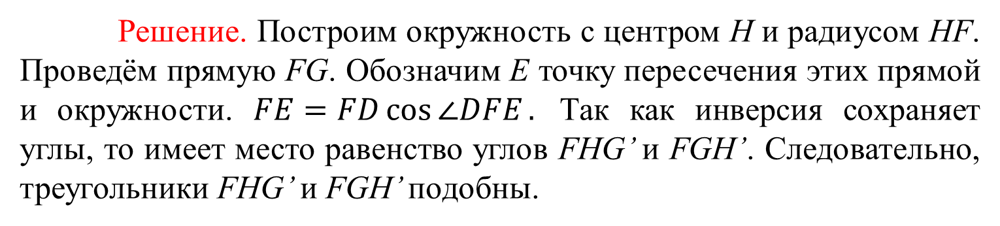 Решение. Построим окружность с центром H и радиусом HF.
Проведём прямую FG. Обозначим E точку пересечения этих прямой
и окружности. FE = FD cos ∠DFE . Так как инверсия сохраняет
углы, то имеет место равенство углов FHG’ и FGH’. Следовательно,
треугольники FHG’ и FGH’ подобны.